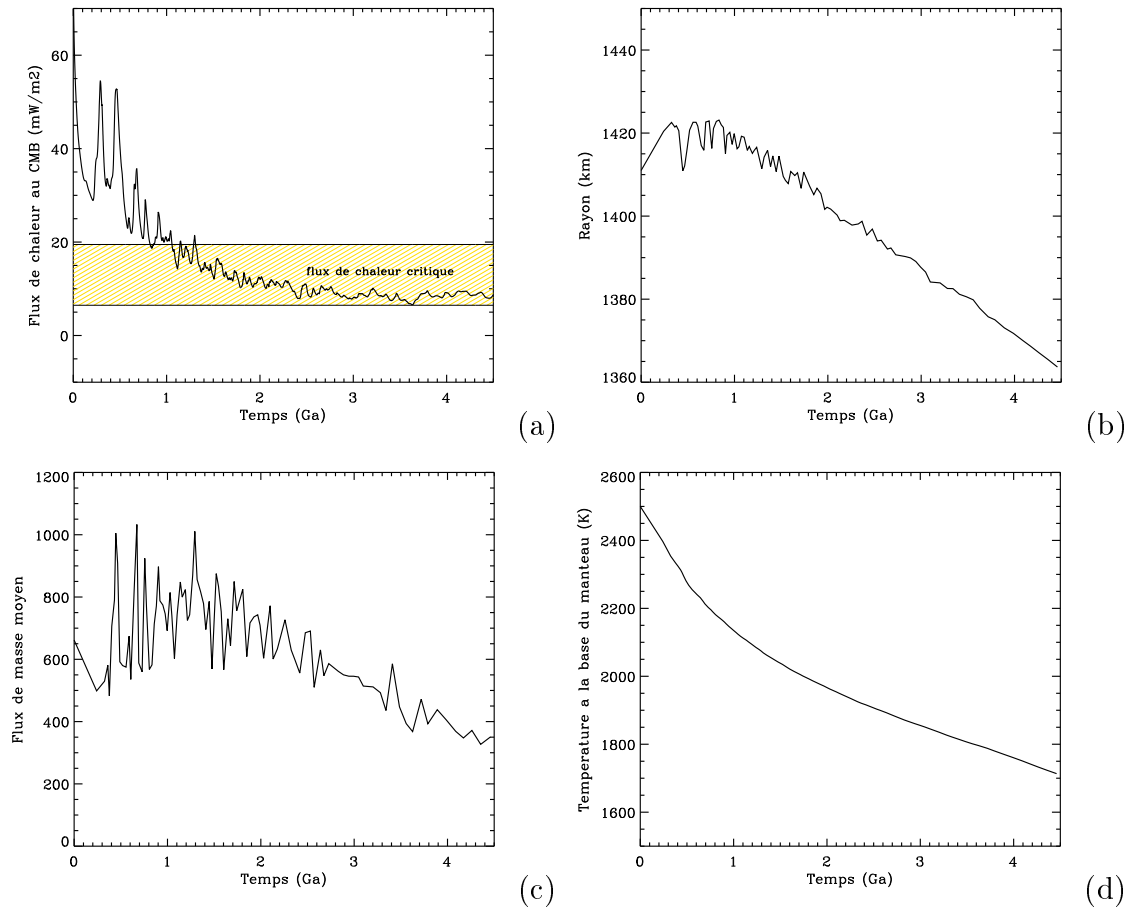 60
40
20
0
Flux de chaleur au CMB (mW/m2)
flux de chaleur critique
0 1 2 3 4
Temps (Ga)
(a)
1440
1420
1400
1380
1360
Rayon (km)
0 1 2 3 4
Temps (Ga)
(b)
1200
1000
800
600
400
200
0
Flux de masse moyen
0 1 2 3 4
Temps (Ga)
(c)
2600
2400
2200
2000
1800
1600
Temperature a la base du manteau (K)
0 1 2 3 4
Temps (Ga)
(d)